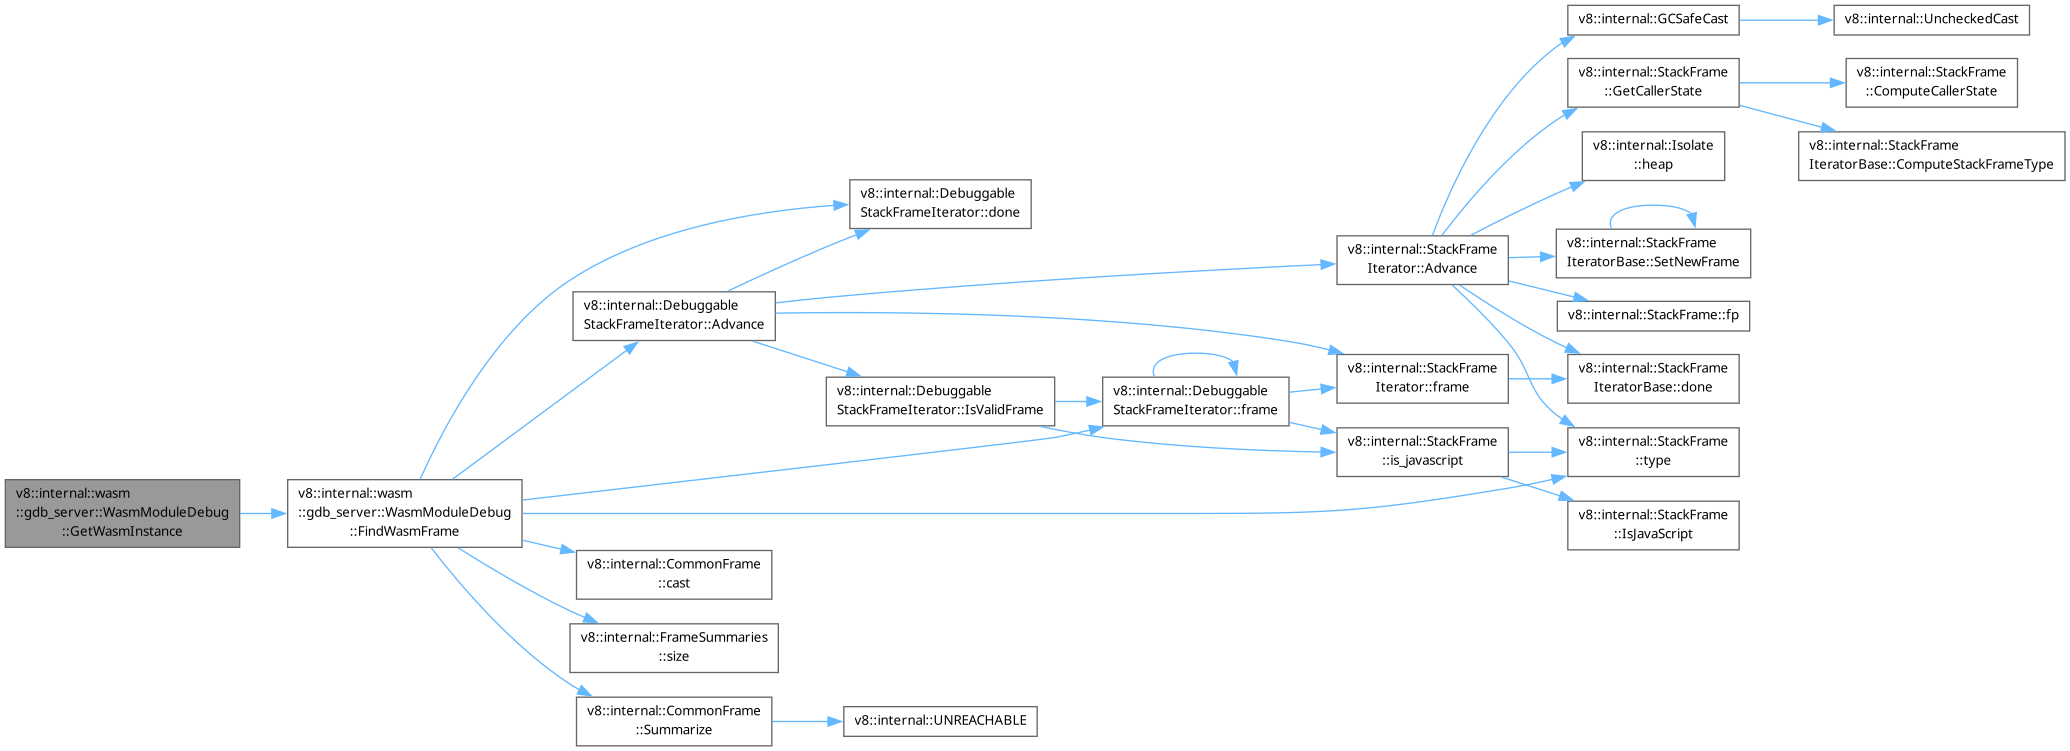 v8::internal::wasm
::gdb_server::WasmModuleDebug
::GetWasmInstance
v8::internal::wasm
::gdb_server::WasmModuleDebug
::FindWasmFrame
v8::internal::Debuggable
StackFrameIterator::done
v8::internal::Debuggable
StackFrameIterator::Advance
v8::internal::Debuggable
StackFrameIterator::IsValidFrame
v8::internal::Debuggable
StackFrameIterator::frame
v8::internal::CommonFrame
::cast
v8::internal::FrameSummaries
::size
v8::internal::CommonFrame
::Summarize
v8::internal::UNREACHABLE
v8::internal::StackFrame
Iterator::Advance
v8::internal::StackFrame
Iterator::frame
v8::internal::StackFrame
::is_javascript
v8::internal::GCSafeCast
v8::internal::UncheckedCast
v8::internal::StackFrame
::GetCallerState
v8::internal::StackFrame
::ComputeCallerState
v8::internal::StackFrame
IteratorBase::ComputeStackFrameType
v8::internal::Isolate
::heap
v8::internal::StackFrame
IteratorBase::SetNewFrame
v8::internal::StackFrame::fp
v8::internal::StackFrame
IteratorBase::done
v8::internal::StackFrame
::type
v8::internal::StackFrame
::IsJavaScript